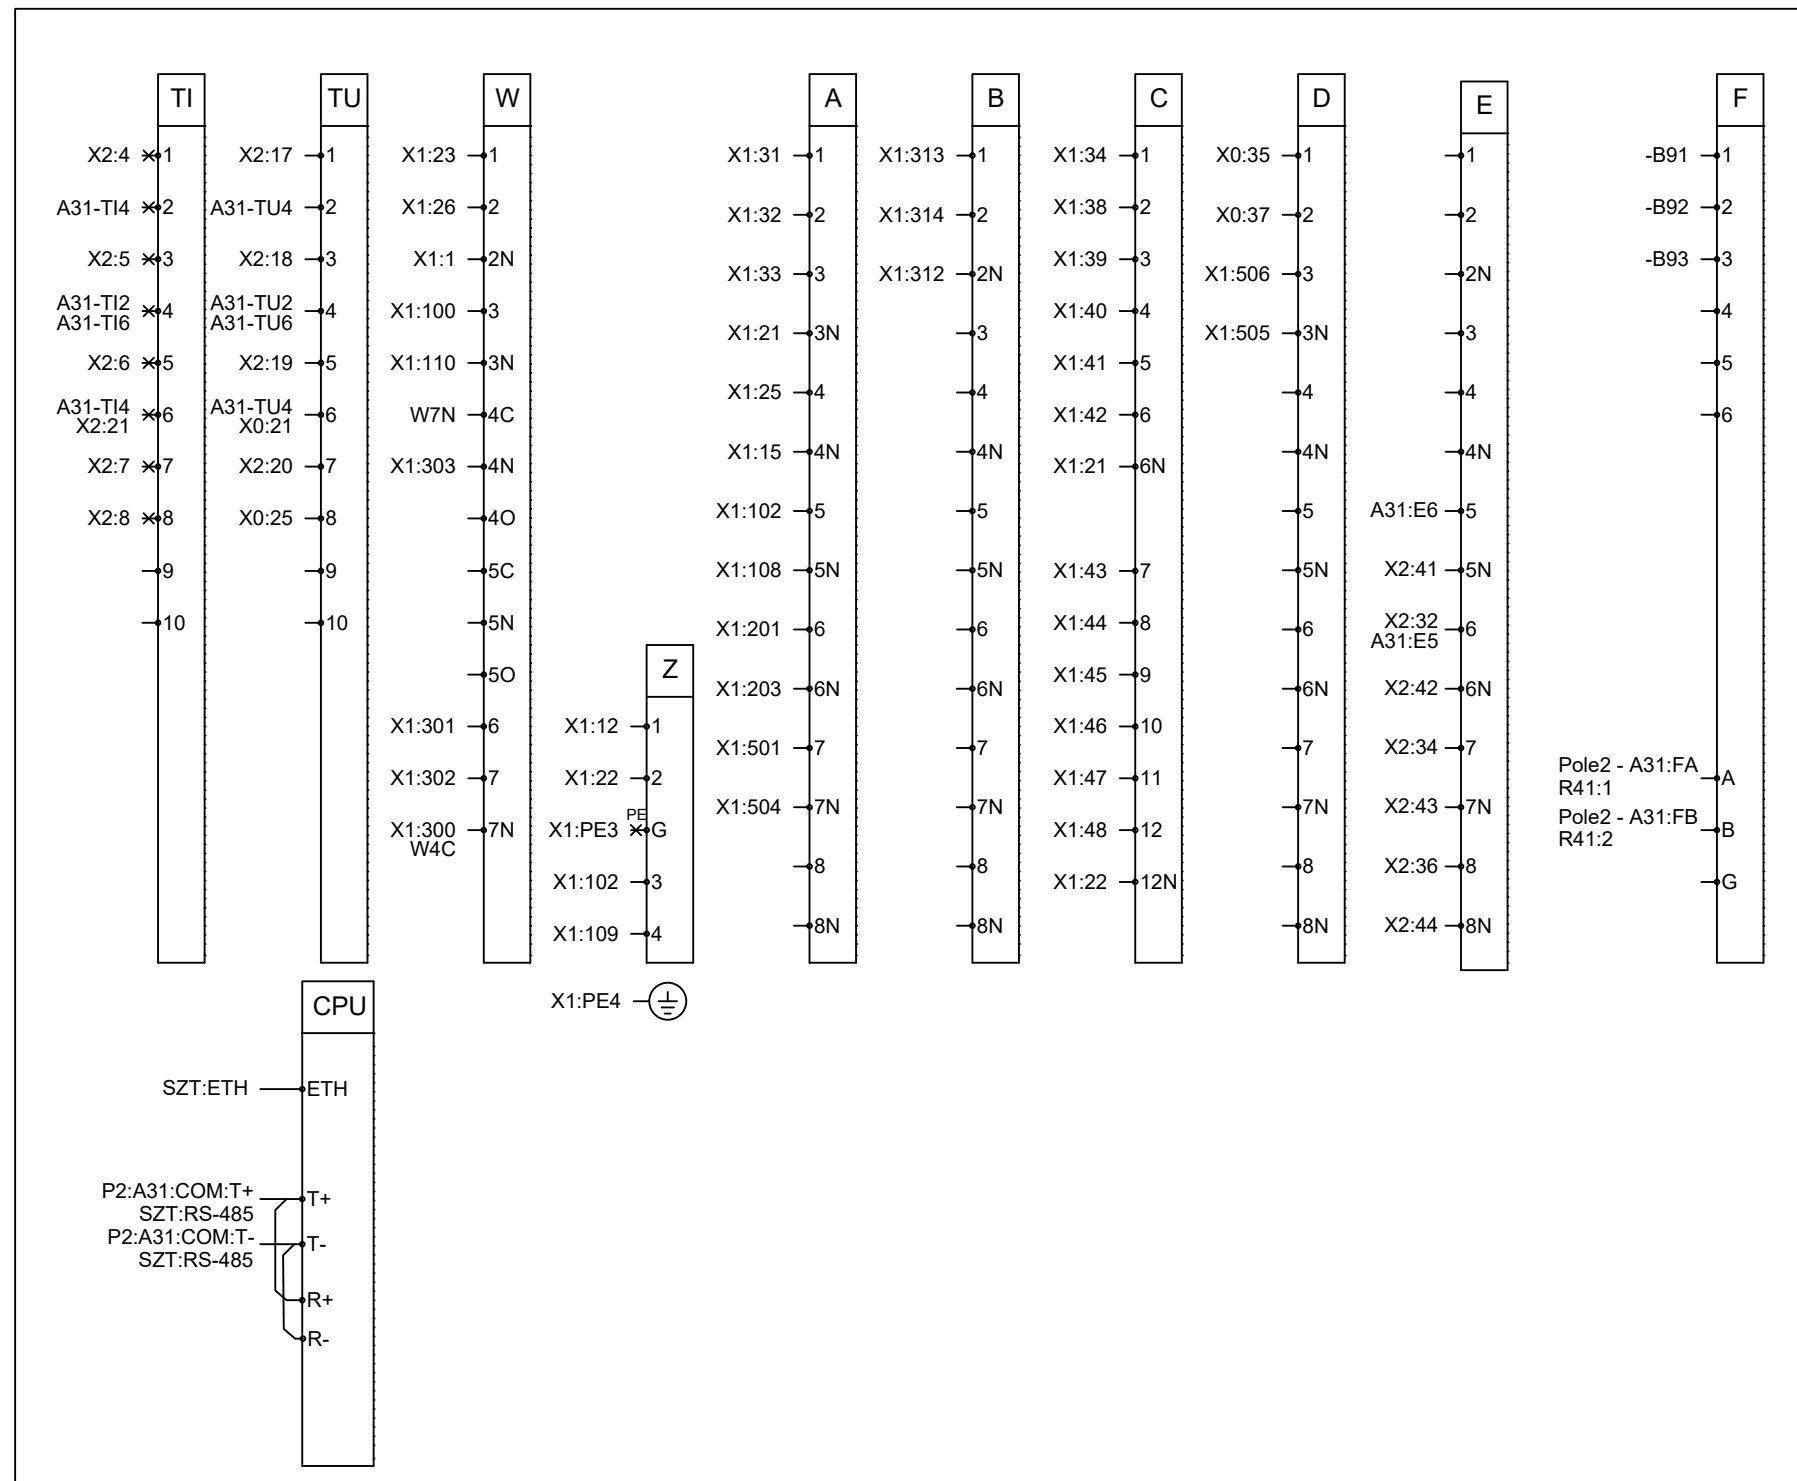 TI
X2:4 1
A31-TI4 2
X2:5 3
A31-TI2
A31-TI6
4
X2:6 5
A31-TI4
X2:21
6
X2:7 7
X2:8 8
9
10
TU
X2:17 1
A31-TU4 2
X2:18 3
A31-TU2
A31-TU6
4
X2:19 5
A31-TU4
X0:21
6
X2:20 7
X0:25 8
9
10
W
X1:23 1
X1:26 2
X1:1 2N
X1:100 3
X1:110 3N
W7N 4C
X1:303 4N
4O
5C
5N
5O
X1:301 6
X1:302 7
X1:300 7N
W4C
Z
X1:12 1
X1:22 2
PE
X1:PE3 G
X1:102 3
X1:109 4
X1:PE4
A
X1:31 1
X1:32 2
X1:33 3
X1:21 3N
X1:25 4
X1:15 4N
X1:102 5
X1:108 5N
X1:201 6
X1:203 6N
X1:501 7
X1:504 7N
8
8N
B
X1:313 1
X1:314 2
X1:312 2N
3
4
4N
5
5N
6
6N
7
7N
8
8N
C
X1:34 1
X1:38 2
X1:39 3
X1:40 4
X1:41 5
X1:42 6
X1:21 6N
X1:43 7
X1:44 8
X1:45 9
X1:46 10
X1:47 11
X1:48 12
X1:22 12N
D
X0:35 1
X0:37 2
X1:506 3
X1:505 3N
4
4N
5
5N
6
6N
7
7N
8
8N
E
1
2
2N
3
4
4N
A31:E6 5
X2:41 5N
X2:32
A31:E5
6
X2:42 6N
X2:34 7
X2:43 7N
X2:36 8
X2:44 8N
F
-B91 1
-B92 2
-B93 3
4
5
6
Pole2 - A31:FA
R41:1
A
Pole2 - A31:FB
R41:2
B
G
CPU
SZT:ETH ETH
P2:A31:COM:T+
SZT:RS-485
T+
P2:A31:COM:T-
SZT:RS-485
T-
R+
R-